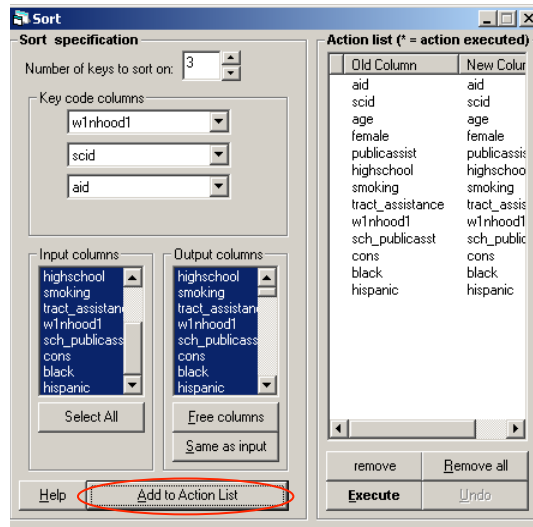 Sort
Sort specification
Number of keys to sort on: 3
Key code columns
w1nhood1
scid
aid
Input columns
highschool
smoking
tract_assistan
w1nhood1
sch_publicass
cons
black
hispanic
Select All
Output columns
highschool
smoking
tract_assistan
w1nhood1
sch_publicass
cons
black
hispanic
Free columns
Same as input
Help
Add to Action List
Action list (* = action executed)
Old Column New Colur
aid aid
scid scid
age age
female female
publicassist publicassis
highschool highschoo
smoking smoking
tract_assistance tract_assis
w1nhood1 w1nhood1
sch_publicasst sch_public
cons cons
black black
hispanic hispanic
remove Remove all
Execute Undo